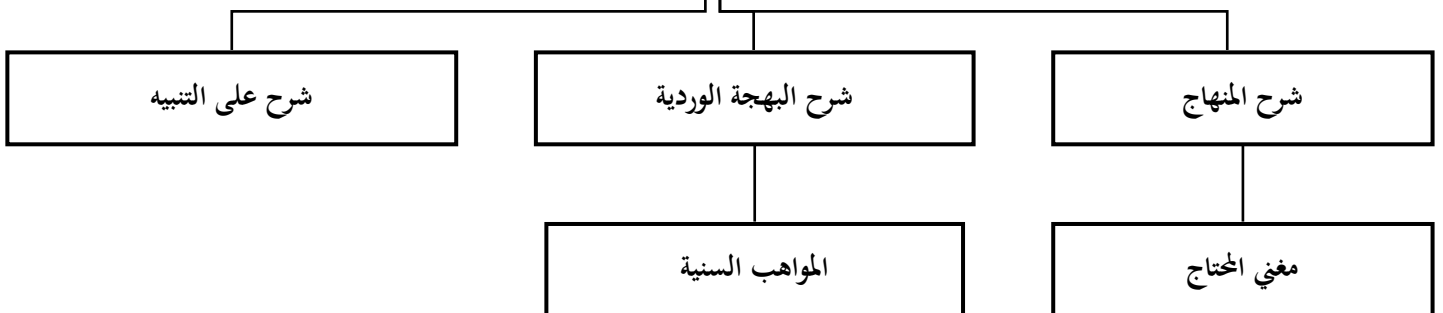 شرح المنهاج
شرح البهجة الوردية
شرح على التنبيه
مغني المحتاج
المواهب السنية